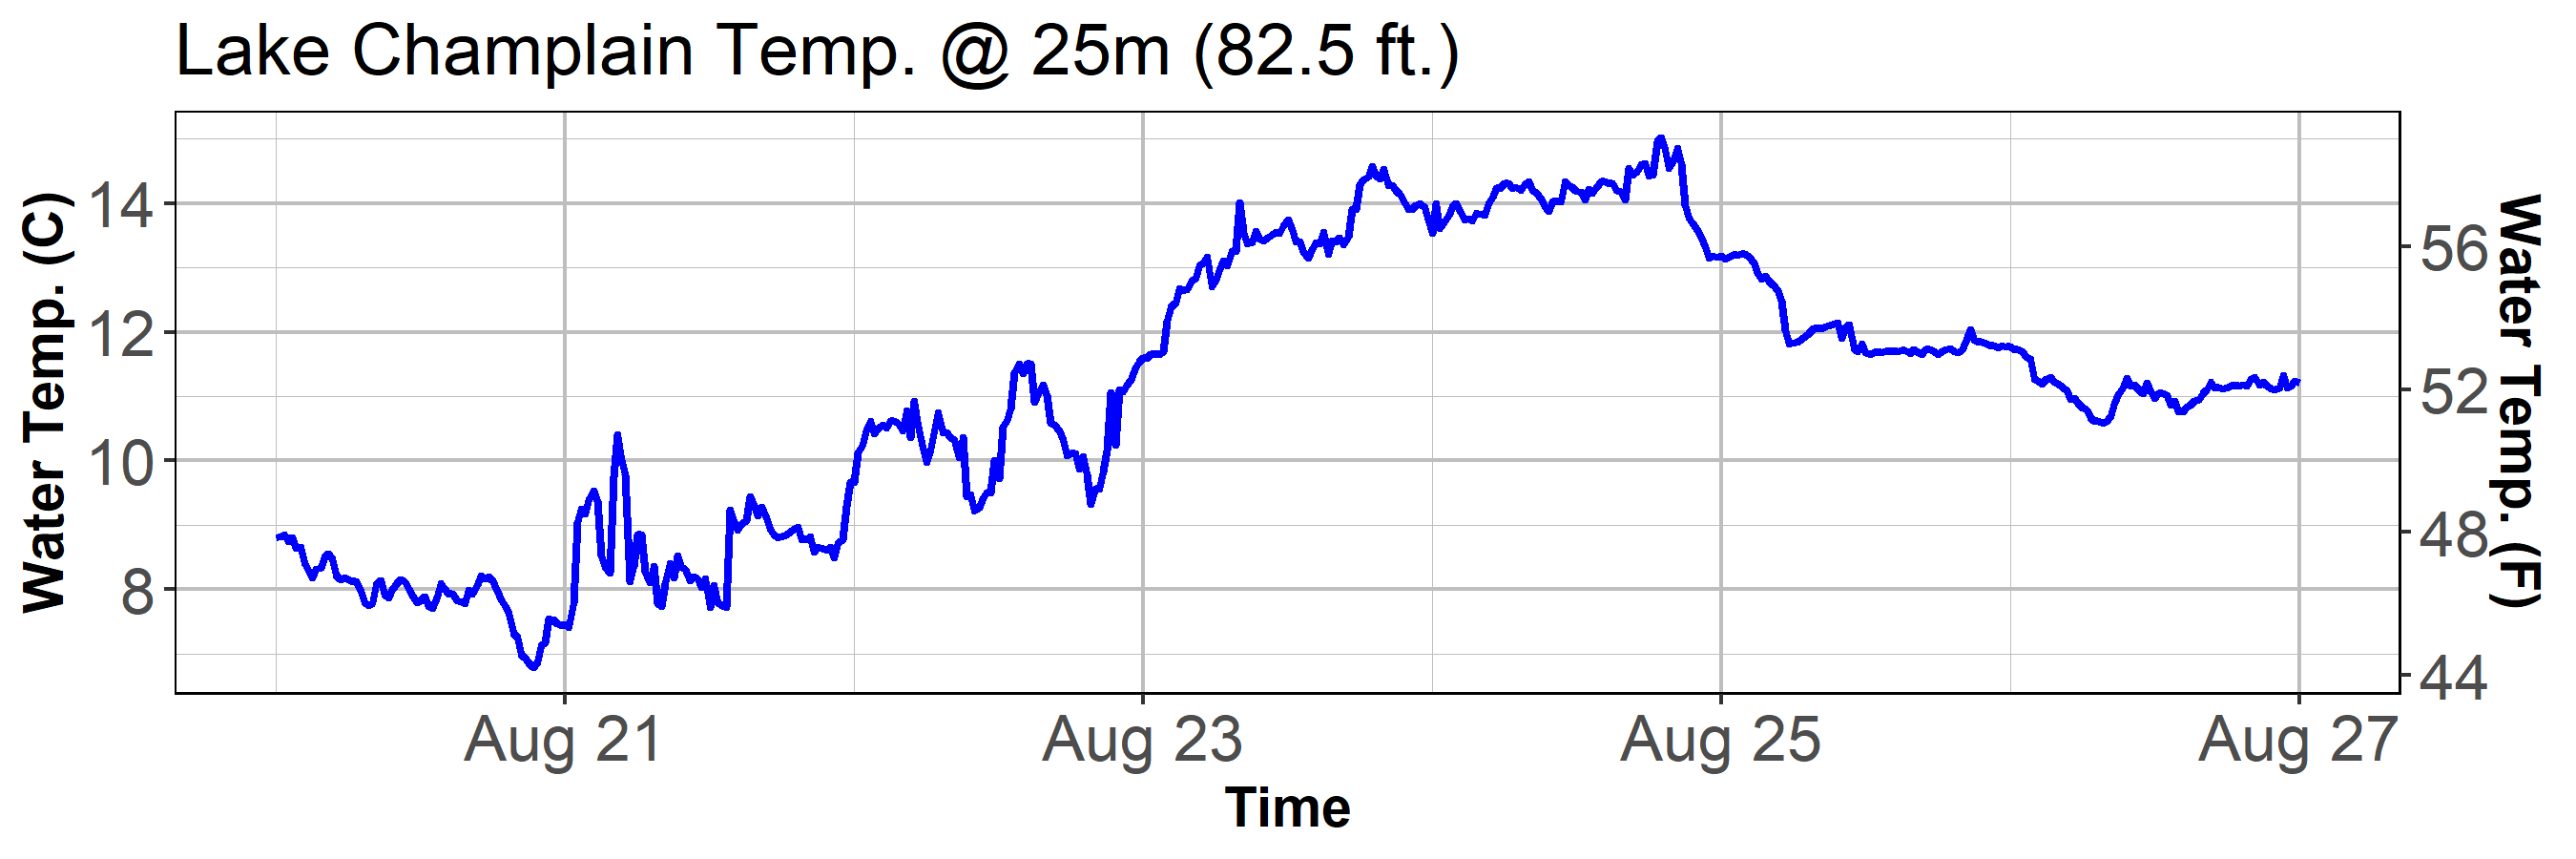 Lake Champlain Temp. @ 25m (82.5 ft.)
Water Temp. (C)
14
12
10
8
56
52
48
44
Water Temp. (F)
Aug 21
Aug 23
Aug 25
Aug 27
Time